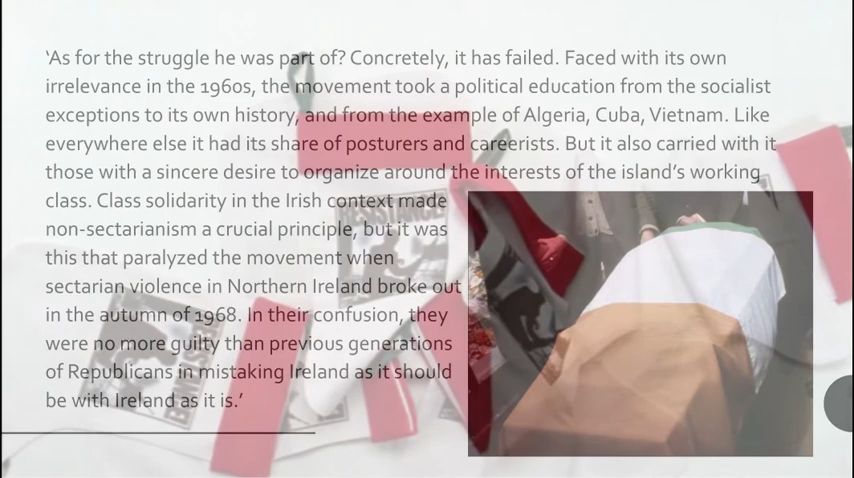 ‘As for the struggle he was part of? Concretely, it has failed. Faced with its own
irrelevance in the 1960s, the movement took a political education from the socialist
exceptions to its own history, and from the example of Algeria, Cuba, Vietnam. Like
everywhere else it had its share of posturers and careerists. But it also carried with it
those with a sincere desire to organize around the interests of the island’s working
class. Class solidarity in the Irish context made
non-sectarianism a crucial principle, but it was
this that paralyzed the movement when
sectarian violence in Northern Ireland broke out
in the autumn of 1968. In their confusion, they
were no more guilty than previous generations
of Republicans in mistaking Ireland as it should
be with Ireland as it is.’
RESISTANCE